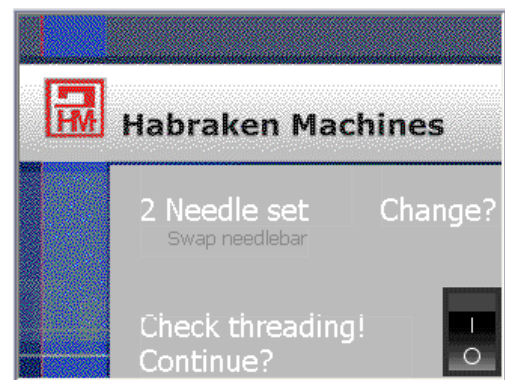 HM
Habraken Machines
2 Needle set Change?
Swap needlebar
Check threading!
Continue?
I
O